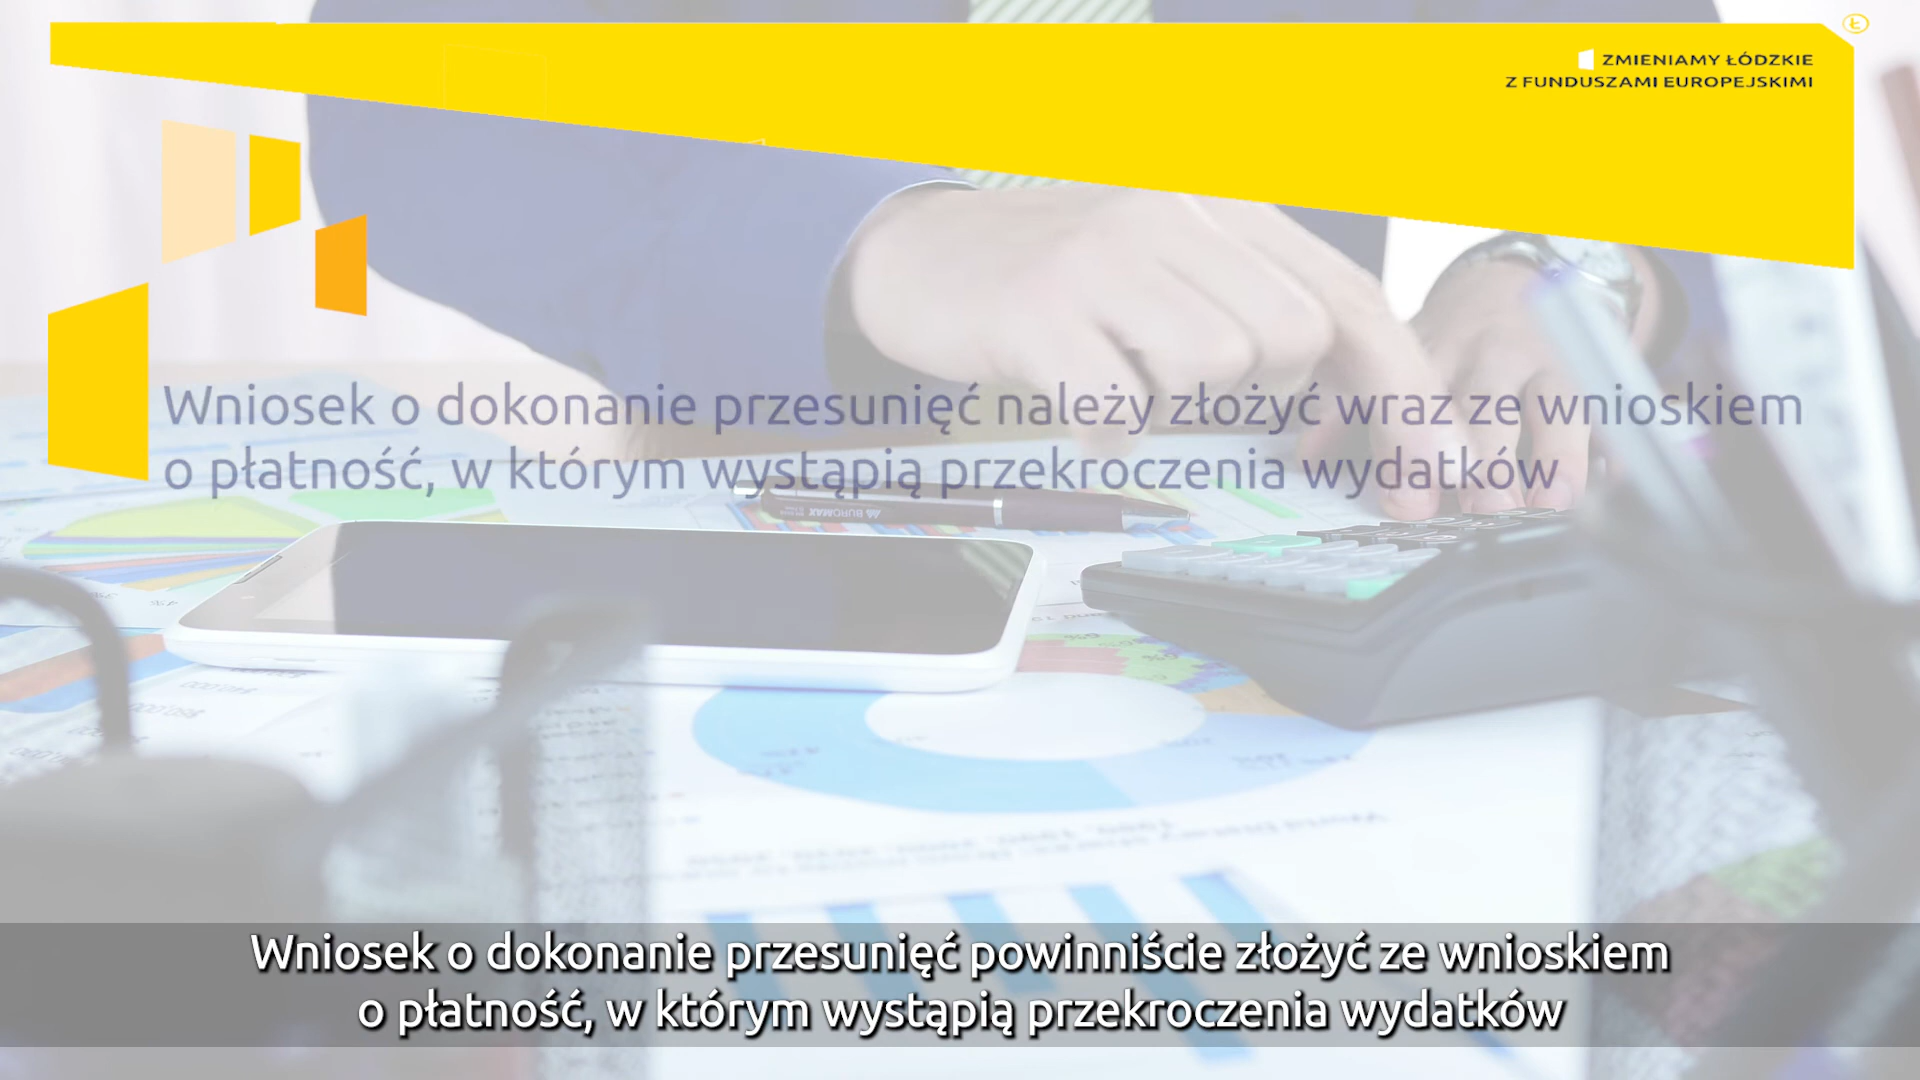 Ł
ZMIENIAMY ŁÓDZKIE
Z FUNDUSZAMI EUROPEJSKIMI
Wniosek o dokonanie przesunięć należy złożyć wraz ze wnioskiem
o płatność, w którym wystąpią przekroczenia wydatków
BUROMAX
Wniosek o dokonanie przesunięć powinniście złożyć ze wnioskiem
o płatność, w którym wystąpią przekroczenia wydatków